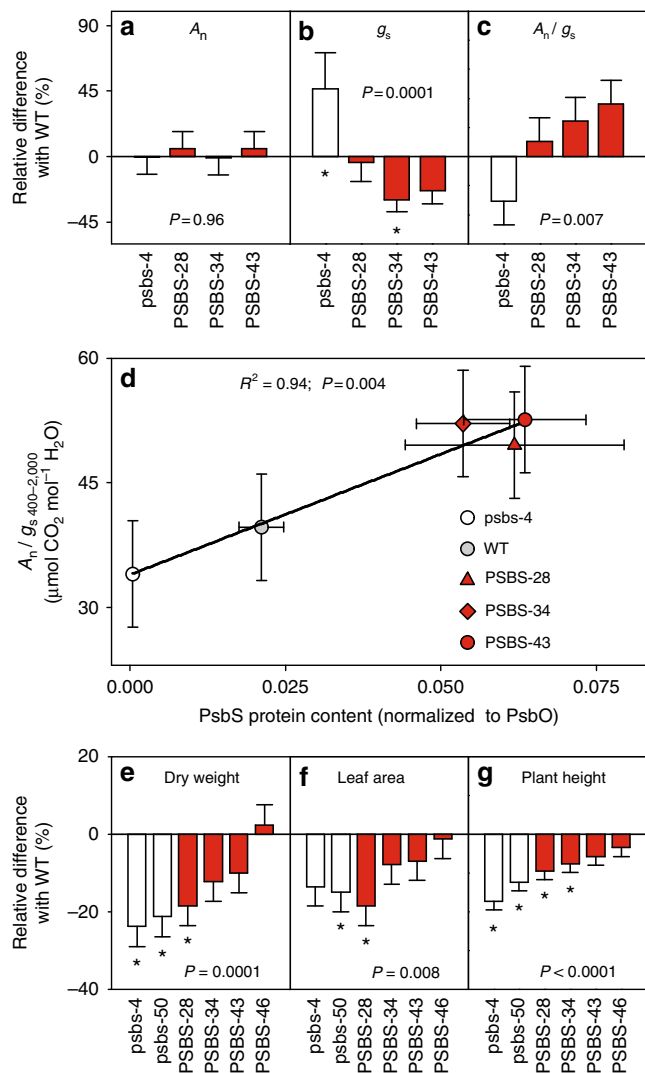 a
A_n
b
g_s
c
A_n / g_s
90
45
0
–45
Relative difference
with WT (%)
P = 0.96
P = 0.0001
*
*
P = 0.007
psbs-4
PSBS-28
PSBS-34
PSBS-43
psbs-4
PSBS-28
PSBS-34
PSBS-43
psbs-4
PSBS-28
PSBS-34
PSBS-43
d
R² = 0.94; P = 0.004
60
45
30
A_n / g_s 400–2,000
(μmol CO₂ mol⁻¹ H₂O)
psbs-4
WT
PSBS-28
PSBS-34
PSBS-43
0.000
0.025
0.050
0.075
PsbS protein content (normalized to PsbO)
e
Dry weight
f
Leaf area
g
Plant height
20
0
–20
–40
Relative difference
with WT (%)
*
*
*
P = 0.0001
*
*
P = 0.008
*
*
*
*
P < 0.0001
psbs-4
psbs-50
PSBS-28
PSBS-34
PSBS-43
PSBS-46
psbs-4
psbs-50
PSBS-28
PSBS-34
PSBS-43
PSBS-46
psbs-4
psbs-50
PSBS-28
PSBS-34
PSBS-43
PSBS-46